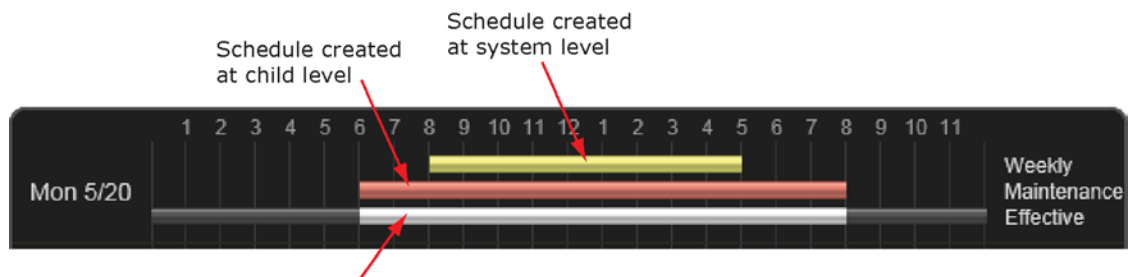 Schedule created
at system level
Schedule created
at child level
1 2 3 4 5 6 7 8 9 10 11 12 1 2 3 4 5 6 7 8 9 10 11
Weekly
Mon 5/20 Maintenance
Effective